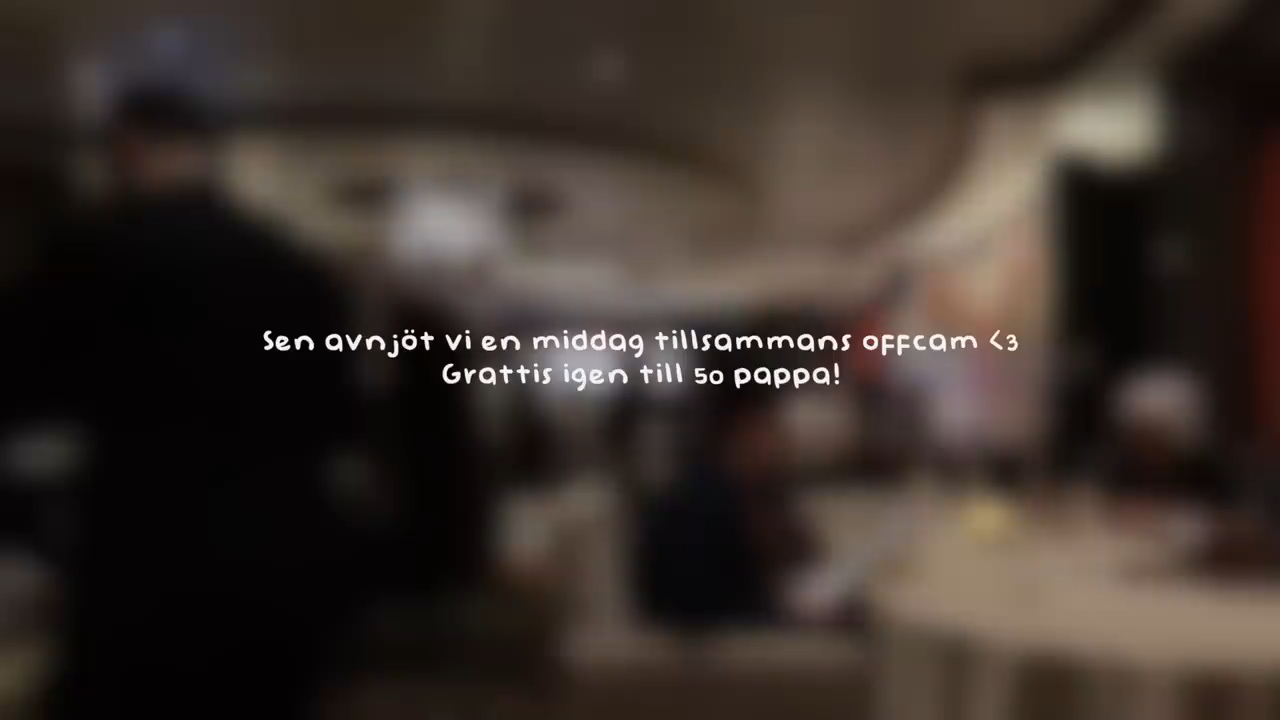 Sen avnjöt vi en middag tillsammans offcam <3
Grattis igen till 50 pappa!